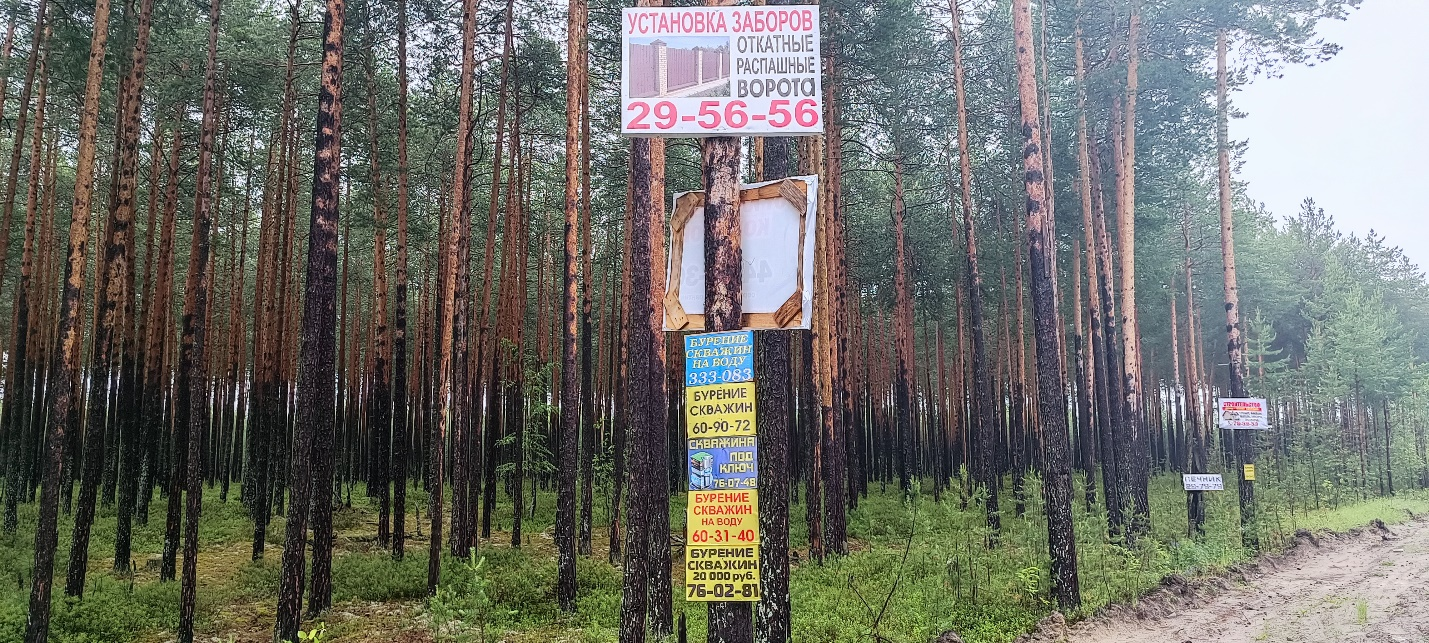 УСТАНОВКА ЗАБОРОВ
ОТКАТНЫЕ
РАСПАШНЫЕ
ВОРОТА
29-56-56
БУРЕНИЕ
СКВАЖИН
НА ВОДУ
333-083
БУРЕНИЕ
СКВАЖИН
60-90-72
СКВАЖИНА
ПОД
КЛЮЧ
76-07-48
БУРЕНИЕ
СКВАЖИН
НА ВОДУ
60-31-40
БУРЕНИЕ
СКВАЖИН
20 000 руб.
76-02-81
ПЕЧНИК